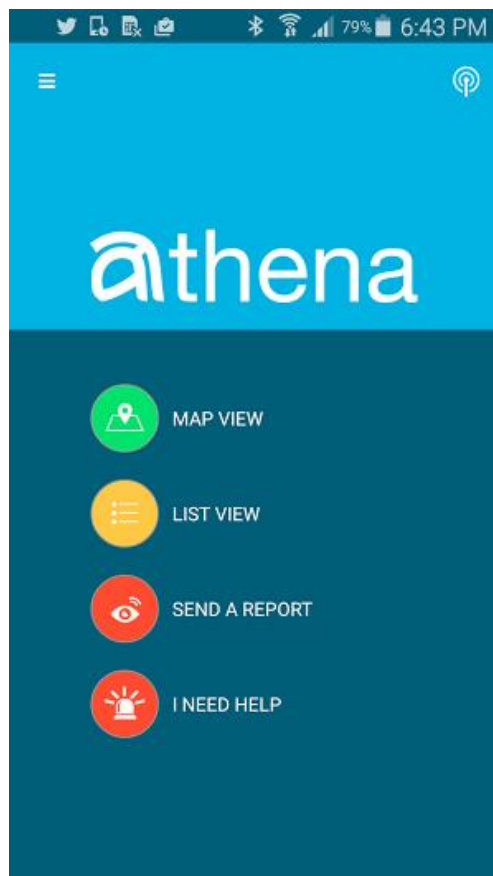 79% 6:43 PM
athena
MAP VIEW
LIST VIEW
SEND A REPORT
I NEED HELP